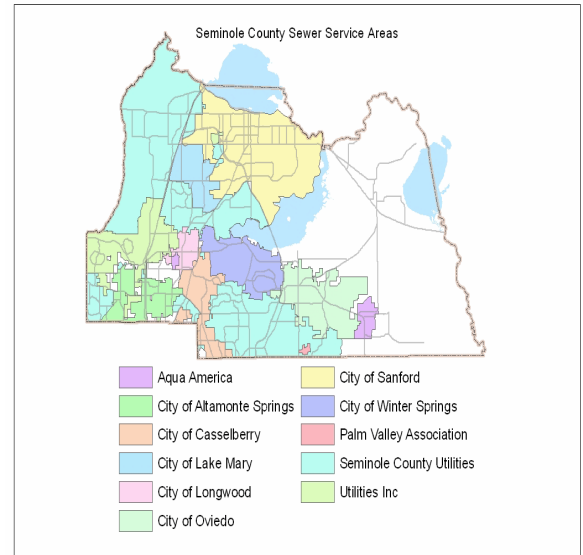 Seminole County Sewer Service Areas
Aqua America
City of Altamonte Springs
City of Casselberry
City of Lake Mary
City of Longwood
City of Oviedo
City of Sanford
City of Winter Springs
Palm Valley Association
Seminole County Utilities
Utilities Inc